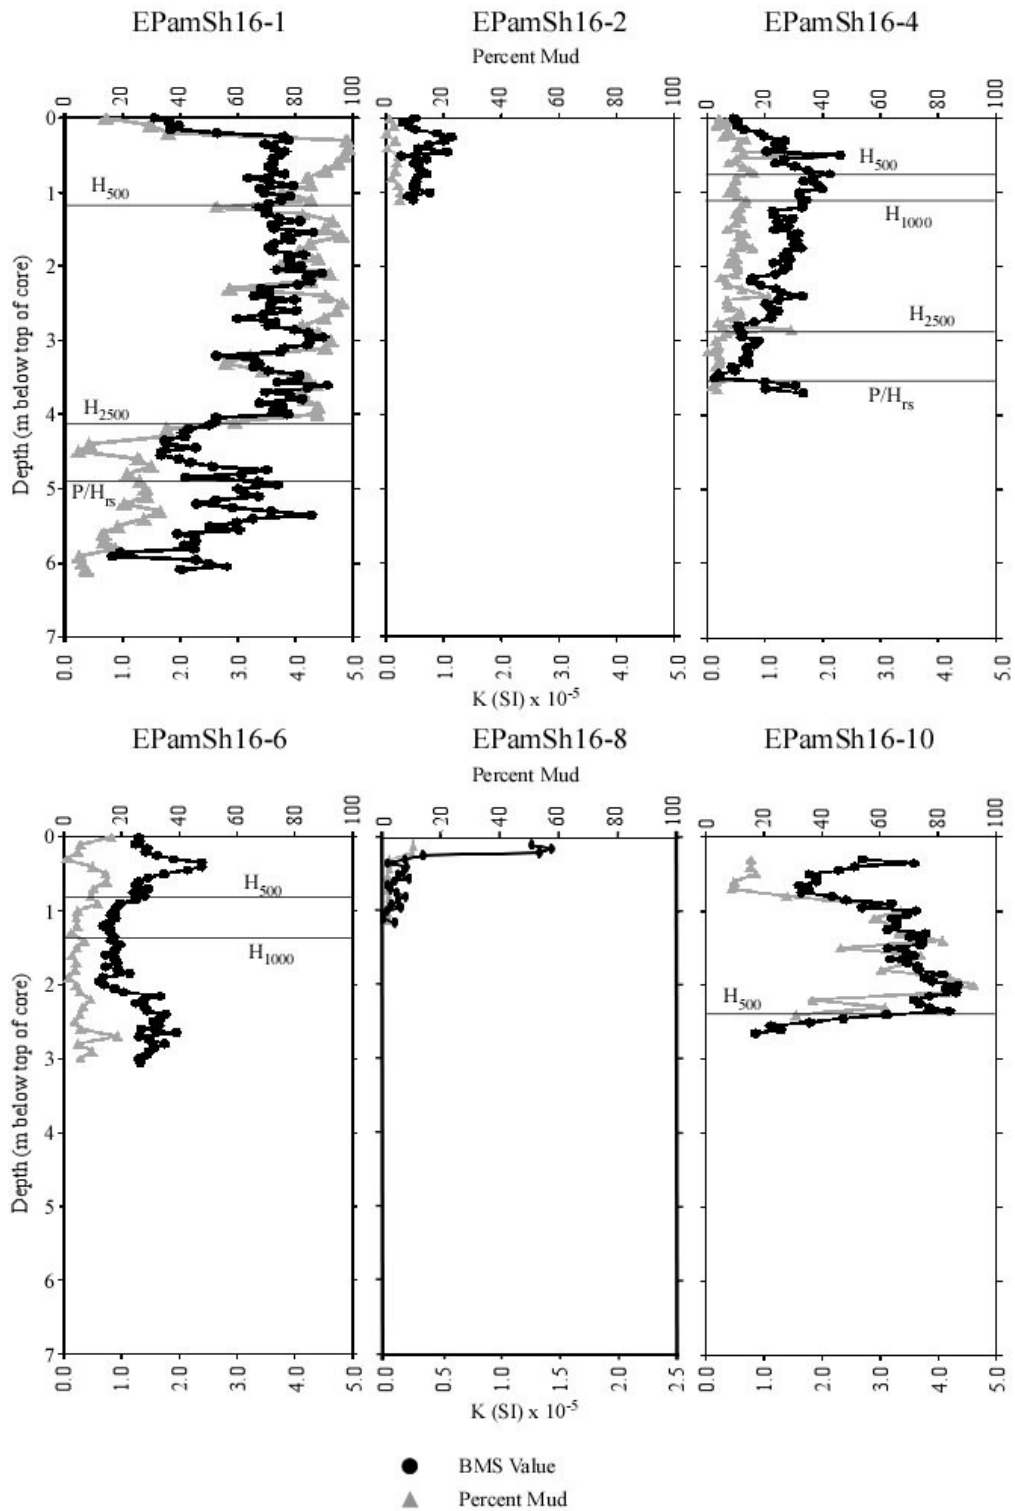 EPamSh16-1 EPamSh16-2 EPamSh16-4
Percent Mud
0 20 40 60 80 100 0 20 40 60 80 100 0 20 40 60 80 100
Depth (m below top of core)
0
1
2
3
4
5
6
7
H500
H2500
P/Hrs
H500
H1000
H2500
P/Hrs
0.0 1.0 2.0 3.0 4.0 5.0 0.0 1.0 2.0 3.0 4.0 5.0 0.0 1.0 2.0 3.0 4.0 5.0
K (SI) x 10-5
EPamSh16-6 EPamSh16-8 EPamSh16-10
Percent Mud
0 20 40 60 80 100 0 20 40 60 80 100 0 20 40 60 80 100
Depth (m below top of core)
0
1
2
3
4
5
6
7
H500
H1000
H500
0.0 1.0 2.0 3.0 4.0 5.0 0.0 0.5 1.0 1.5 2.0 2.5 0.0 1.0 2.0 3.0 4.0 5.0
K (SI) x 10-5
BMS Value
Percent Mud